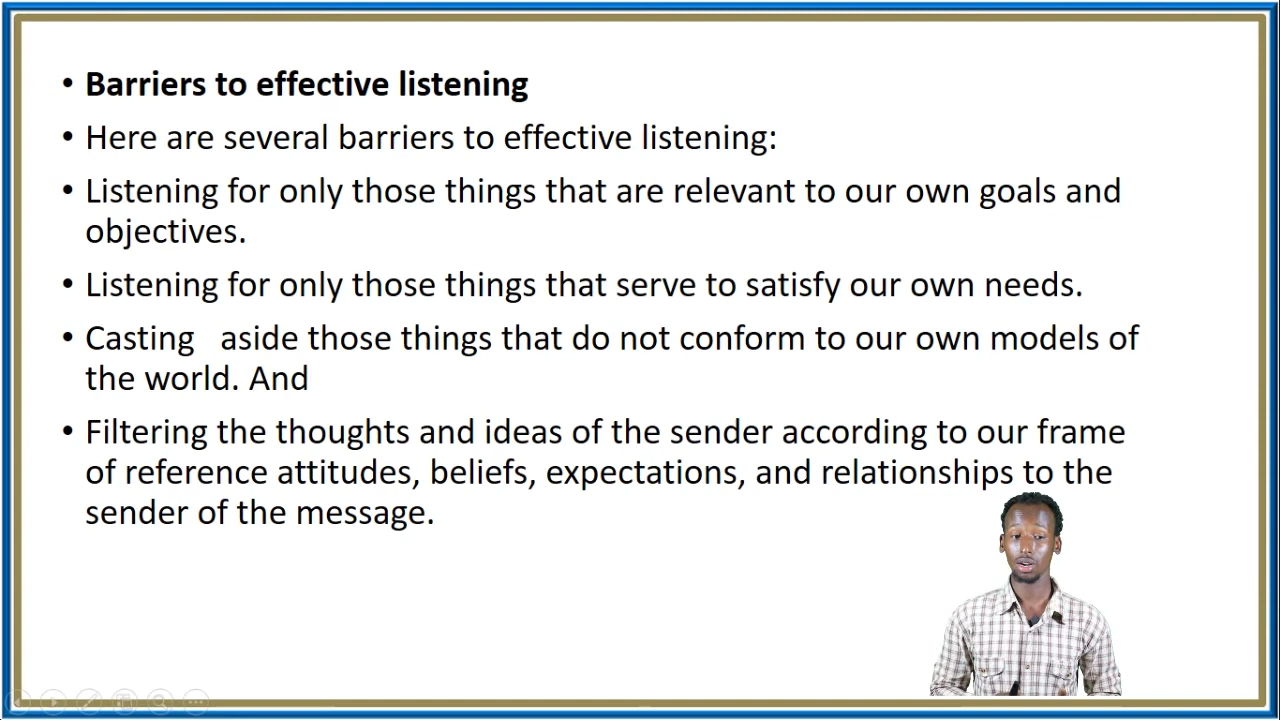 • Barriers to effective listening
• Here are several barriers to effective listening:
• Listening for only those things that are relevant to our own goals and
objectives.
• Listening for only those things that serve to satisfy our own needs.
• Casting   aside those things that do not conform to our own models of
the world. And
• Filtering the thoughts and ideas of the sender according to our frame
of reference attitudes, beliefs, expectations, and relationships to the
sender of the message.